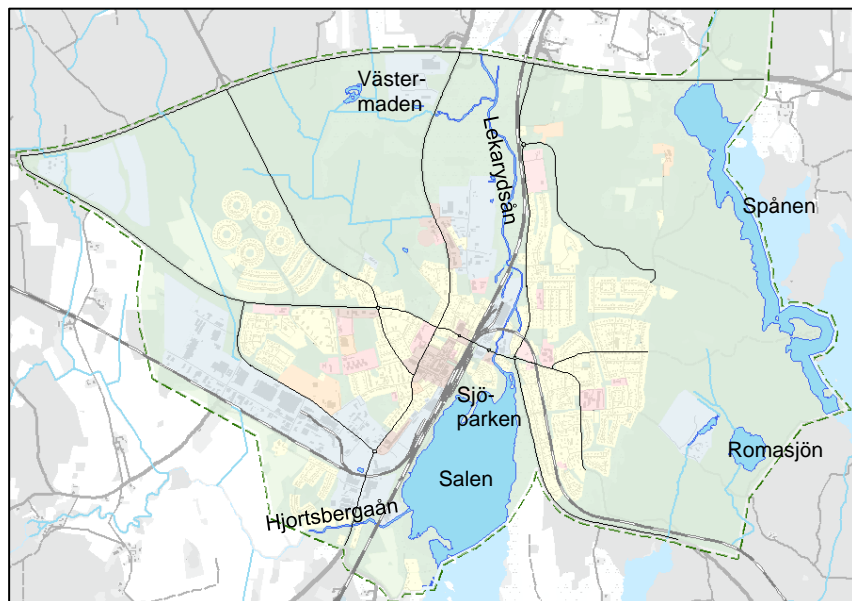 Väster-
maden
Lekarydsån
Spånen
Sjö-
parken
Romasjön
Salen
Hjortsbergaån